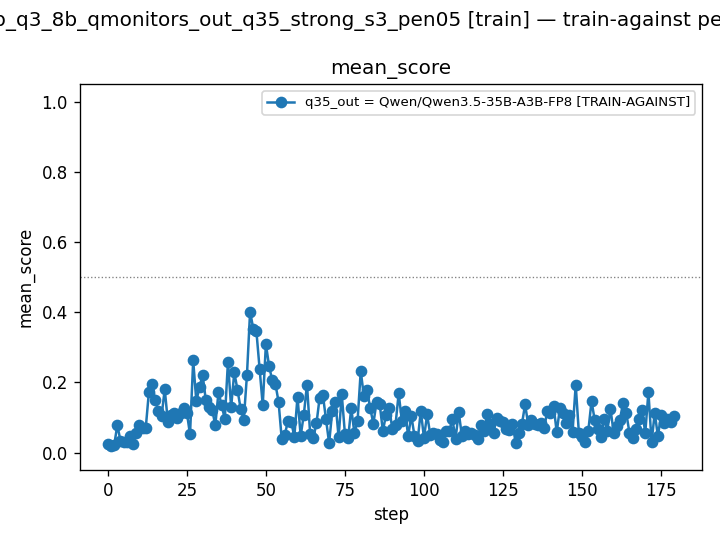 _q3_8b_qmonitors_out_q35_strong_s3_pen05 [train] — train-against pe
mean_score
q35_out = Qwen/Qwen3.5-35B-A3B-FP8 [TRAIN-AGAINST]
1.0
0.8
0.6
0.4
0.2
0.0
mean_score
0 25 50 75 100 125 150 175
step